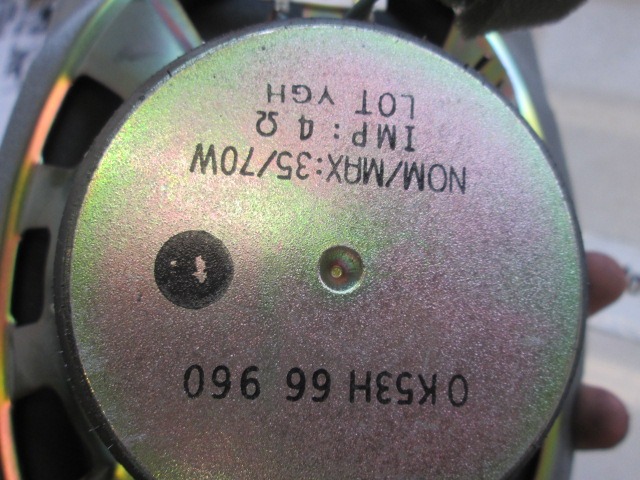 0K53H 66 960
NOM/MAX:35/70W
IMP : 4 Ω
LOT YGH